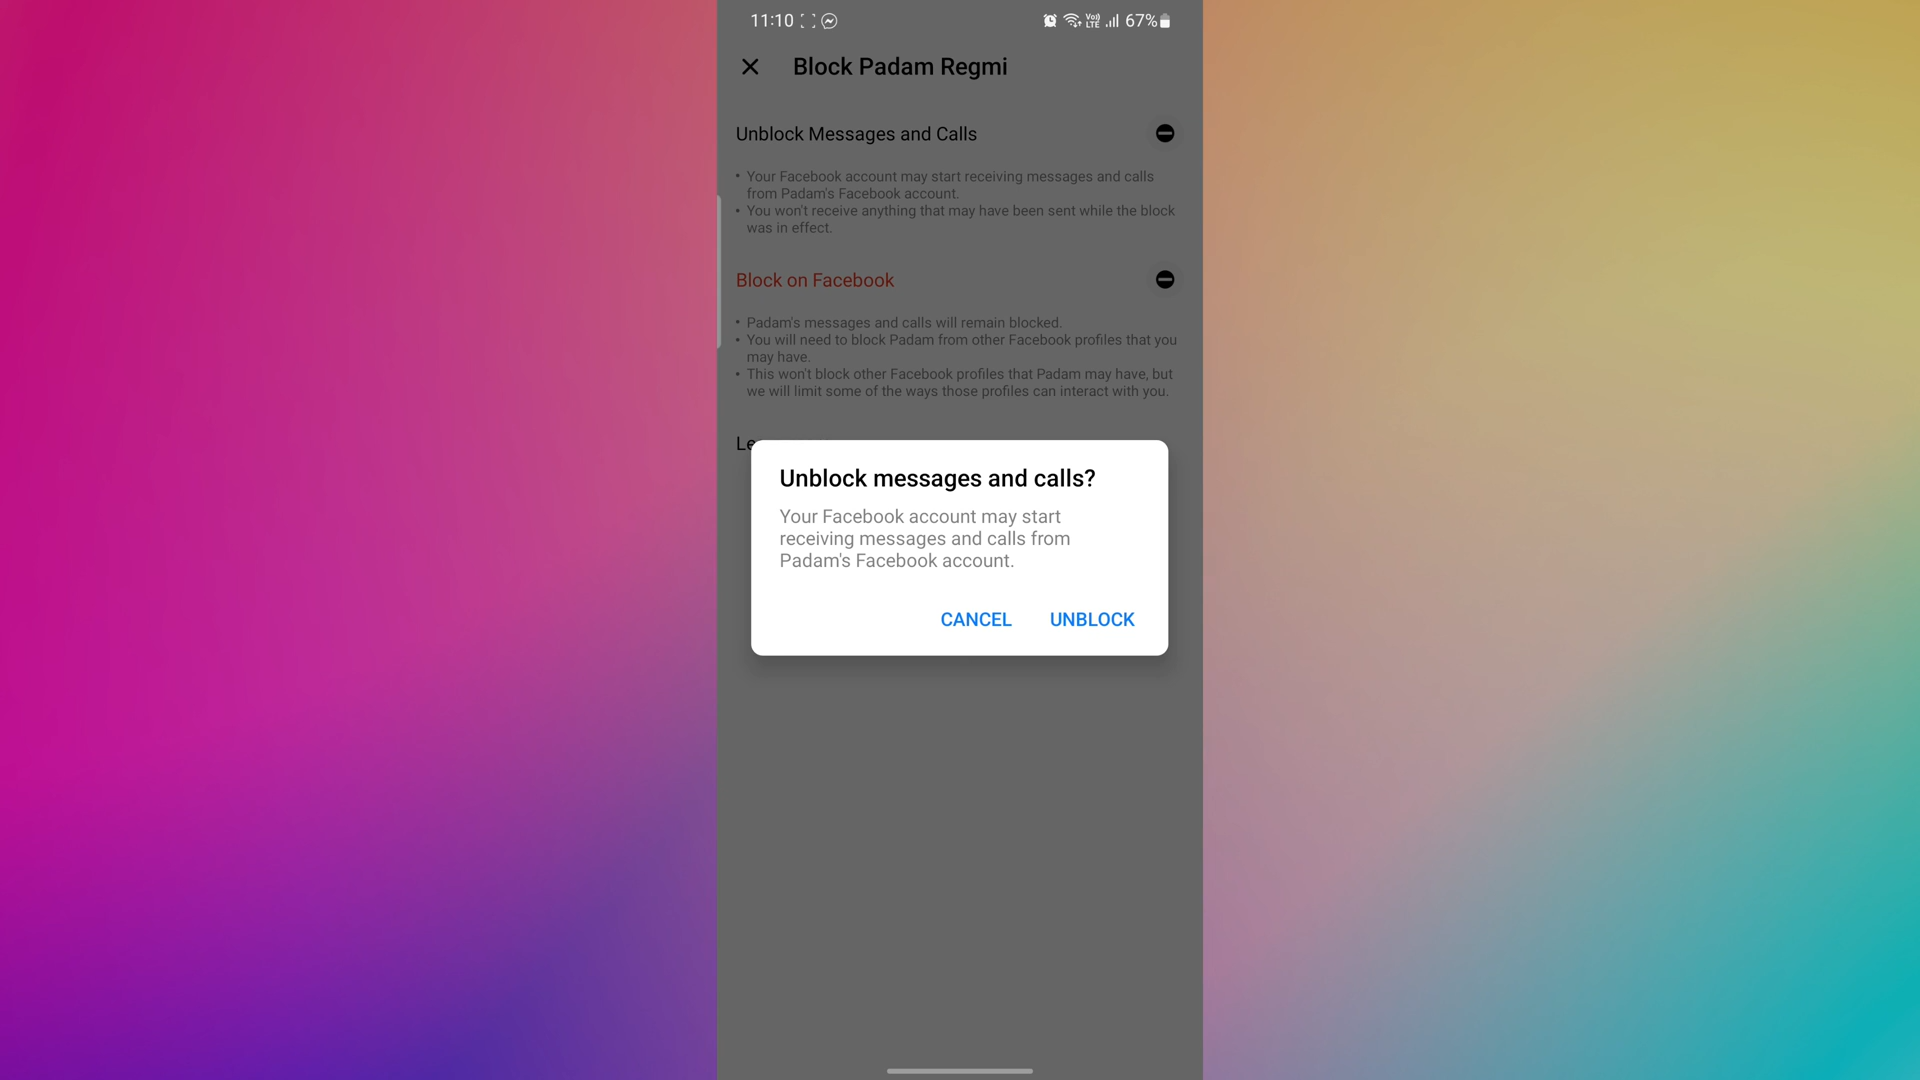 11:10 Vo) LTE 67%
Block Padam Regmi
Unblock Messages and Calls
• Your Facebook account may start receiving messages and calls
from Padam's Facebook account.
• You won't receive anything that may have been sent while the block
was in effect.
Block on Facebook
• Padam's messages and calls will remain blocked.
• You will need to block Padam from other Facebook profiles that you
may have.
• This won't block other Facebook profiles that Padam may have, but
we will limit some of the ways those profiles can interact with you.
Le
Unblock messages and calls?
Your Facebook account may start
receiving messages and calls from
Padam's Facebook account.
CANCEL UNBLOCK